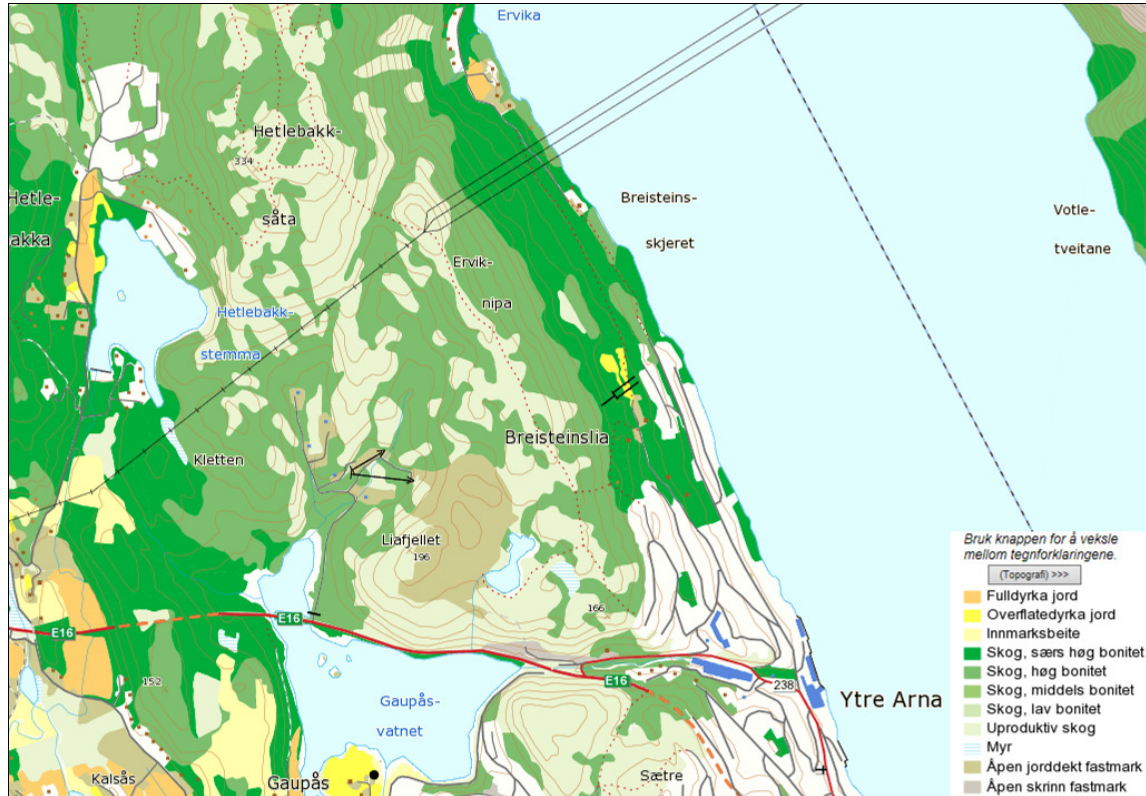 Ervika
Hetlebakk-
334
Hetle-
bakka
såta
Breisteins-
skjeret
Votle-
tveitane
Ervik-
nipa
Hetlebakk-
stemma
Breisteinslia
Kletten
Liafjellet
196
166
E16
E16
E16
238
152
Gaupås-
vatnet
Ytre Arna
Kalsås
Gaupås
Sætre
Bruk knappen for å veksle
mellom tegnforklaringene.
(Topografi) >>>
Fulldyrka jord
Overflatedyrka jord
Innmarksbeite
Skog, særs høg bonitet
Skog, høg bonitet
Skog, middels bonitet
Skog, lav bonitet
Uproduktiv skog
Myr
Åpen jorddekt fastmark
Åpen skrinn fastmark